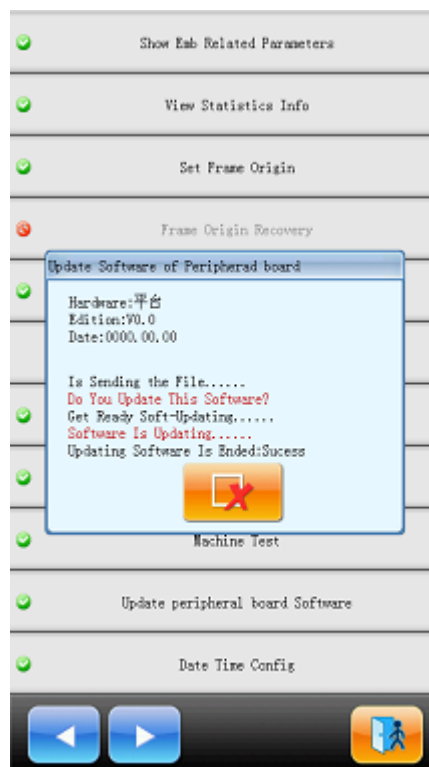 Show Emb Related Parameters
View Statistics Info
Set Frame Origin
Frame Origin Recovery
Update Software of Peripherad board
Hardware:平台
Edition:V0.0
Date:0000.00.00
Is Sending the File......
Do You Update This Software?
Get Ready Soft-Updating......
Software Is Updating......
Updating Software Is Ended:Sucess
Machine Test
Update peripheral board Software
Date Time Config